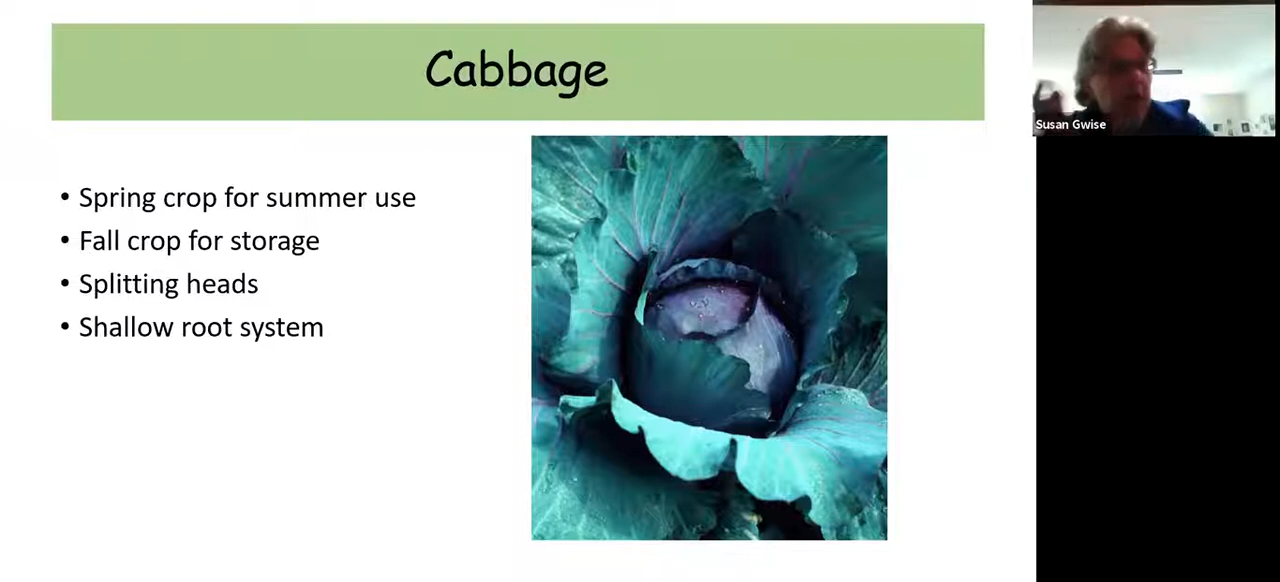 Cabbage
• Spring crop for summer use
• Fall crop for storage
• Splitting heads
• Shallow root system
Susan Gwise